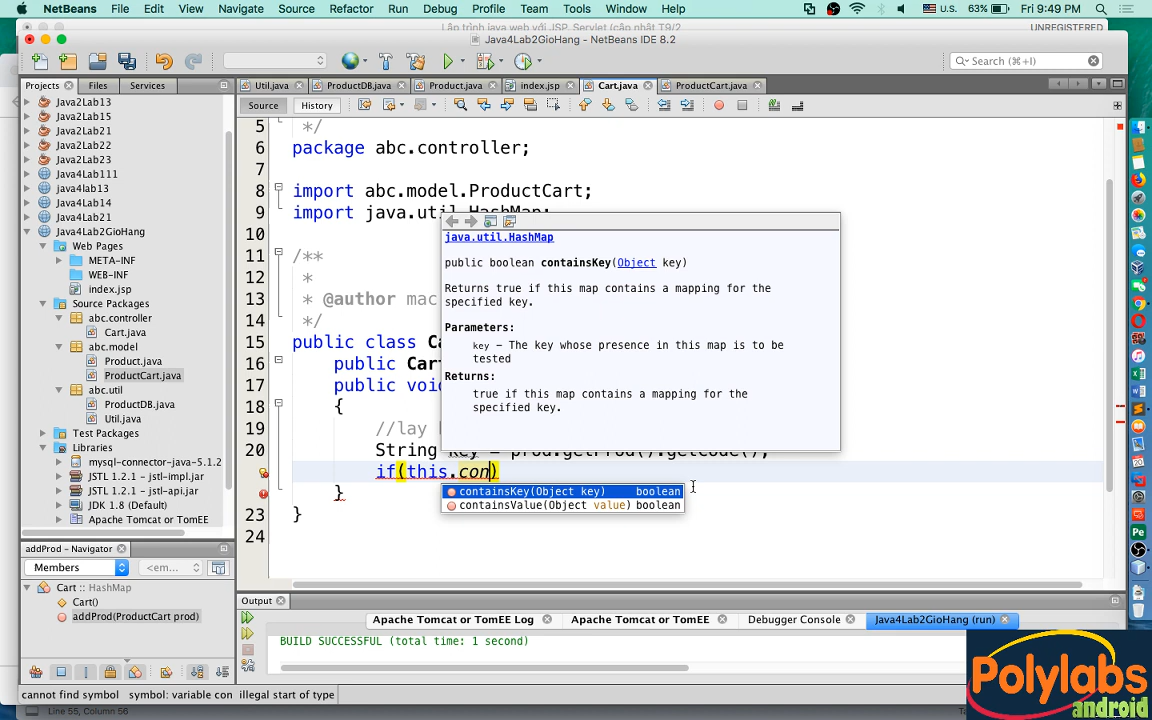 NetBeans File Edit View Navigate Source Refactor Run Debug Profile Team Tools Window Help U.S. 63% Fri 9:49 PM
Lập trình java web với JSP, Servlet (cập nhật T9/2 UNREGISTERED
Java4Lab2GioHang - NetBeans IDE 8.2
Search (⌘+I)
Projects Files Services
Util.java ProductDB.java Product.java index.jsp Cart.java ProductCart.java
Source History
Java2Lab13
Java2Lab15
Java2Lab21
Java2Lab22
Java2Lab23
Java4Lab111
java4lab13
Java4Lab14
Java4Lab21
Java4Lab2GioHang
Web Pages
META-INF
WEB-INF
index.jsp
Source Packages
abc.controller
Cart.java
abc.model
Product.java
ProductCart.java
abc.util
ProductDB.java
Util.java
Test Packages
Libraries
mysql-connector-java-5.1.2
JSTL 1.2.1 - jstl-impl.jar
JSTL 1.2.1 - jstl-api.jar
JDK 1.8 (Default)
Apache Tomcat or TomEE
5 */
6 package abc.controller;
7
8 import abc.model.ProductCart;
9 import java.util.HashMap;
10
11 /**
12 *
13 * @author mac
14 */
15 public class Ca
16 public Car
17 public void
18 {
19 //lay
20 String key = prod.getProd().getCode();
if(this.con)
}
23 }
24
java.util.HashMap
public boolean containsKey(Object key)
Returns true if this map contains a mapping for the
specified key.
Parameters:
key - The key whose presence in this map is to be
tested
Returns:
true if this map contains a mapping for the
specified key.
containsKey(Object key) boolean
containsValue(Object value) boolean
addProd - Navigator
Members <em...
Cart :: HashMap
Cart()
addProd(ProductCart prod)
Output
Apache Tomcat or TomEE Log Apache Tomcat or TomEE Debugger Console Java4Lab2GioHang (run)
BUILD SUCCESSFUL (total time: 1 second)
cannot find symbol symbol: variable con illegal start of type
Line 55, Column 56
Polylabs
android